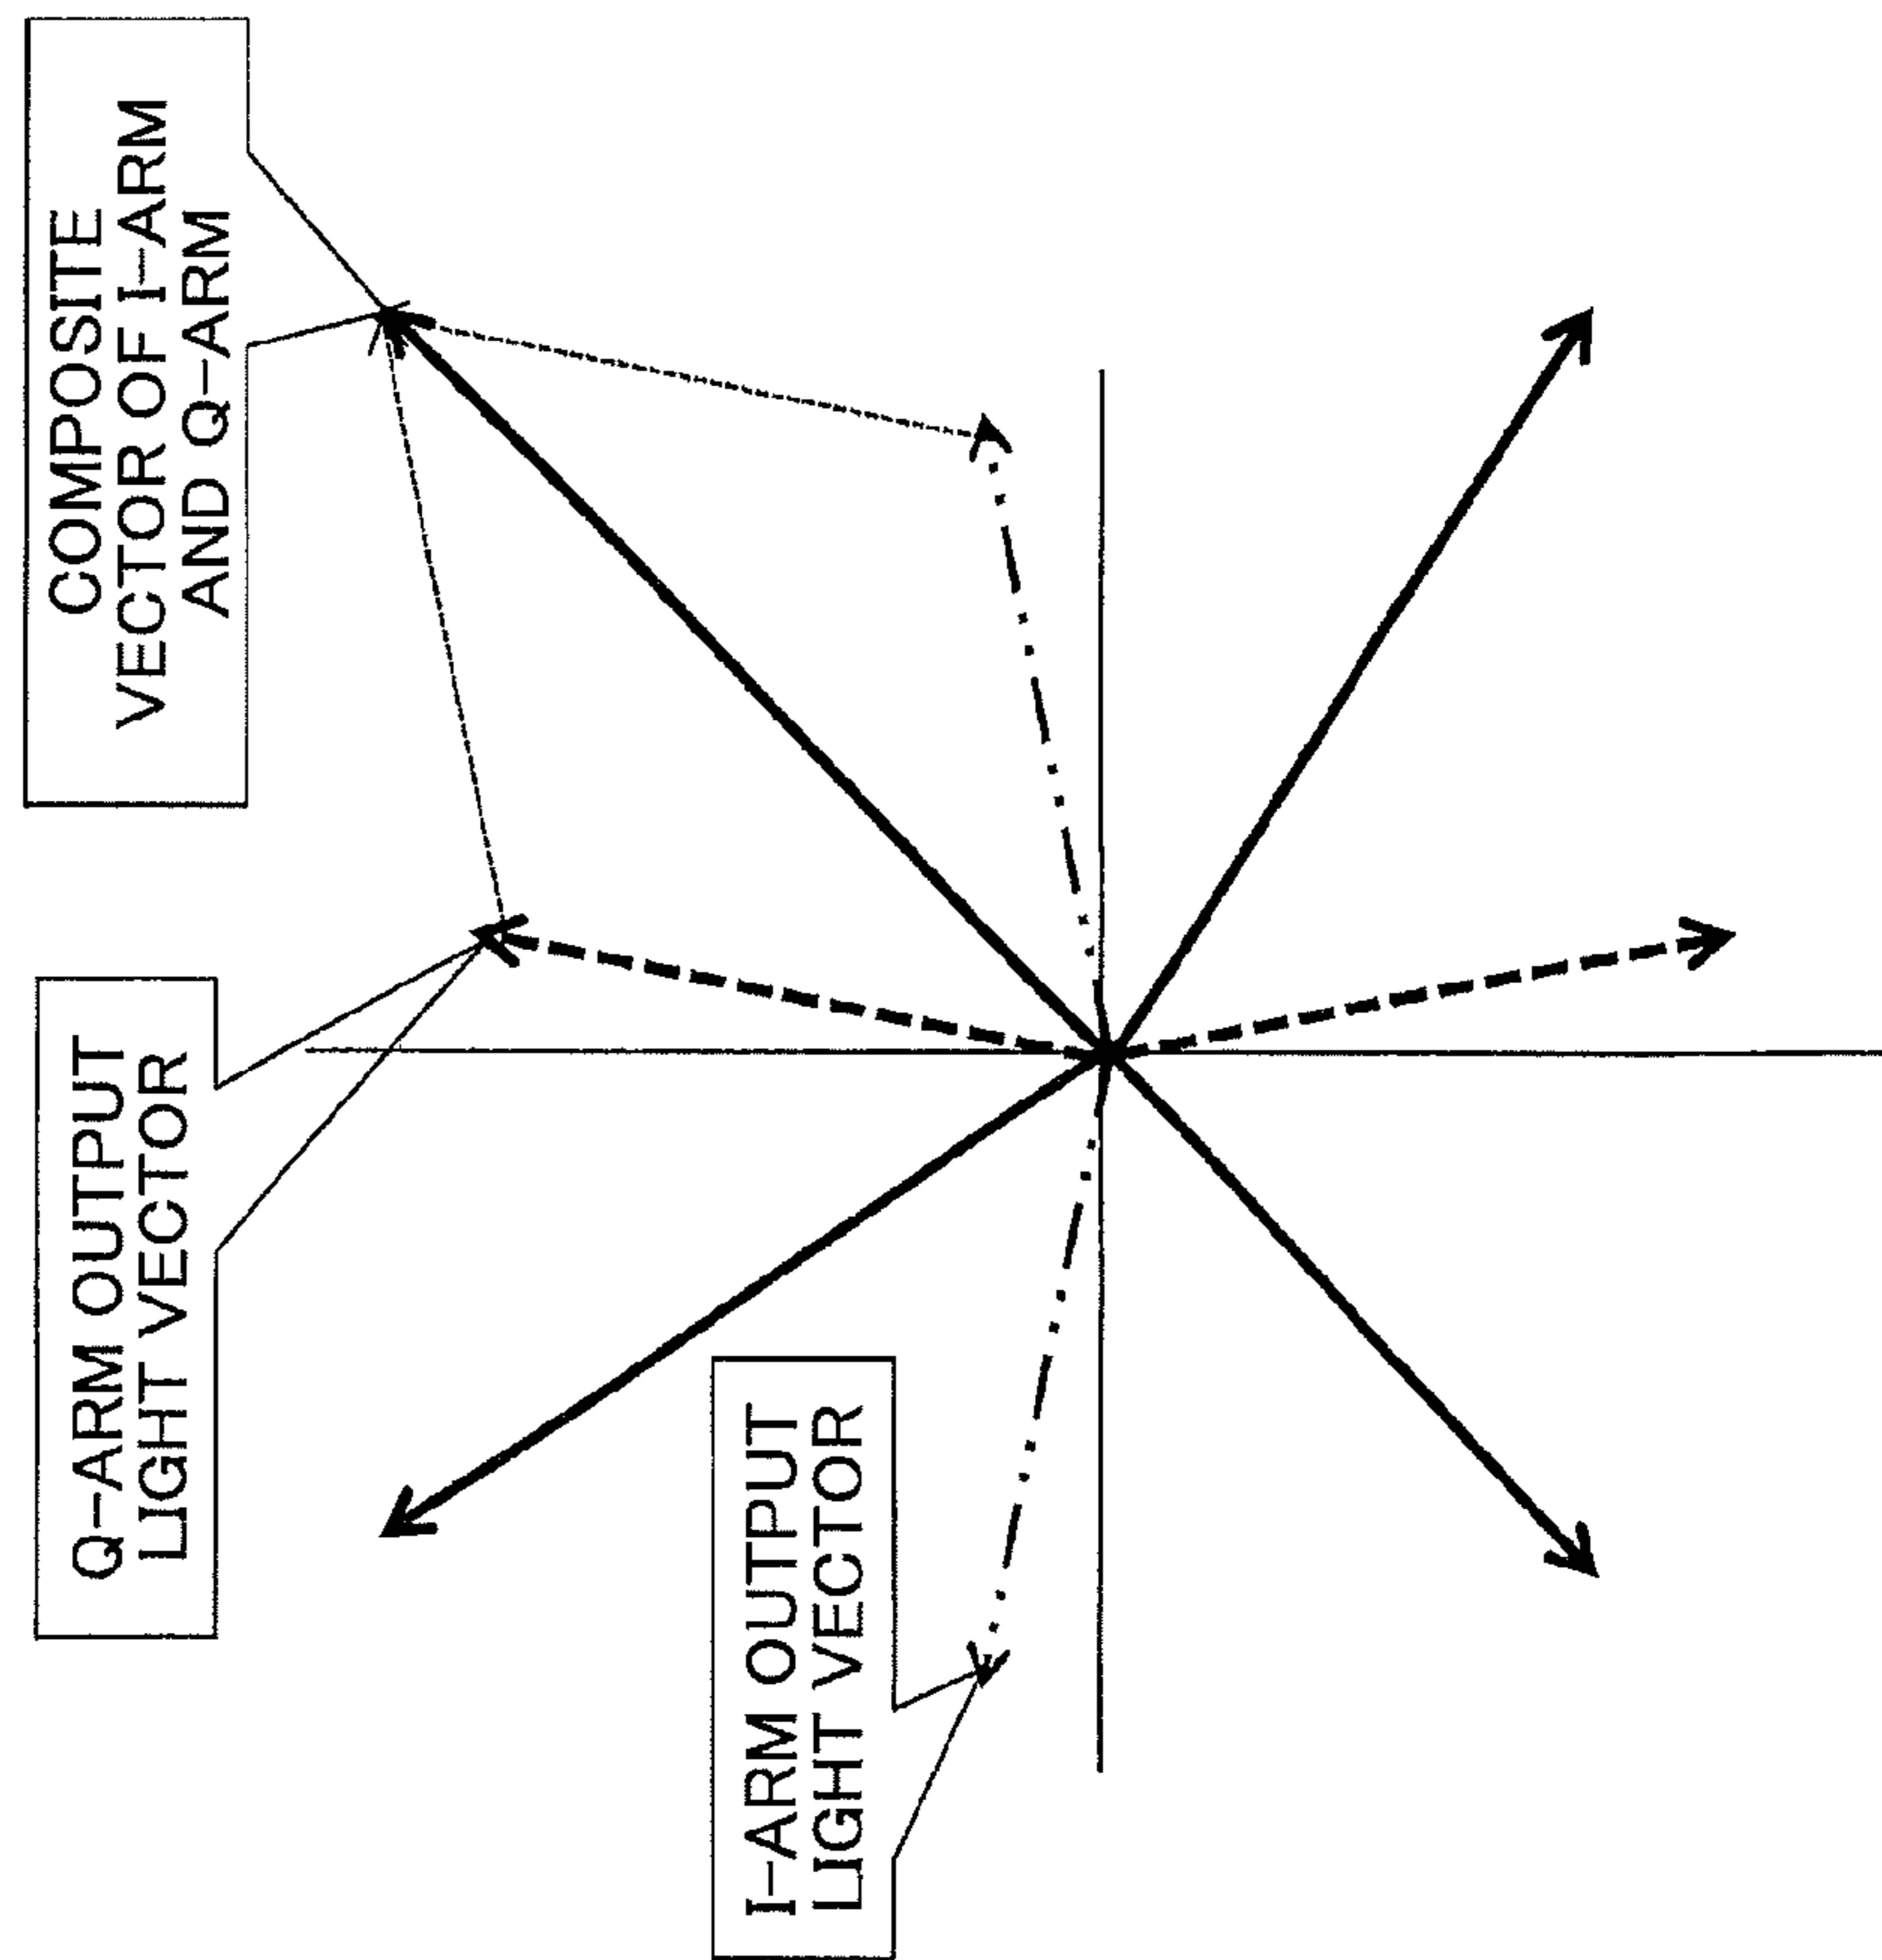 COMPOSITE
VECTOR OF I-ARM
AND Q-ARM
Q-ARM OUTPUT
LIGHT VECTOR
I-ARM OUTPUT
LIGHT VECTOR